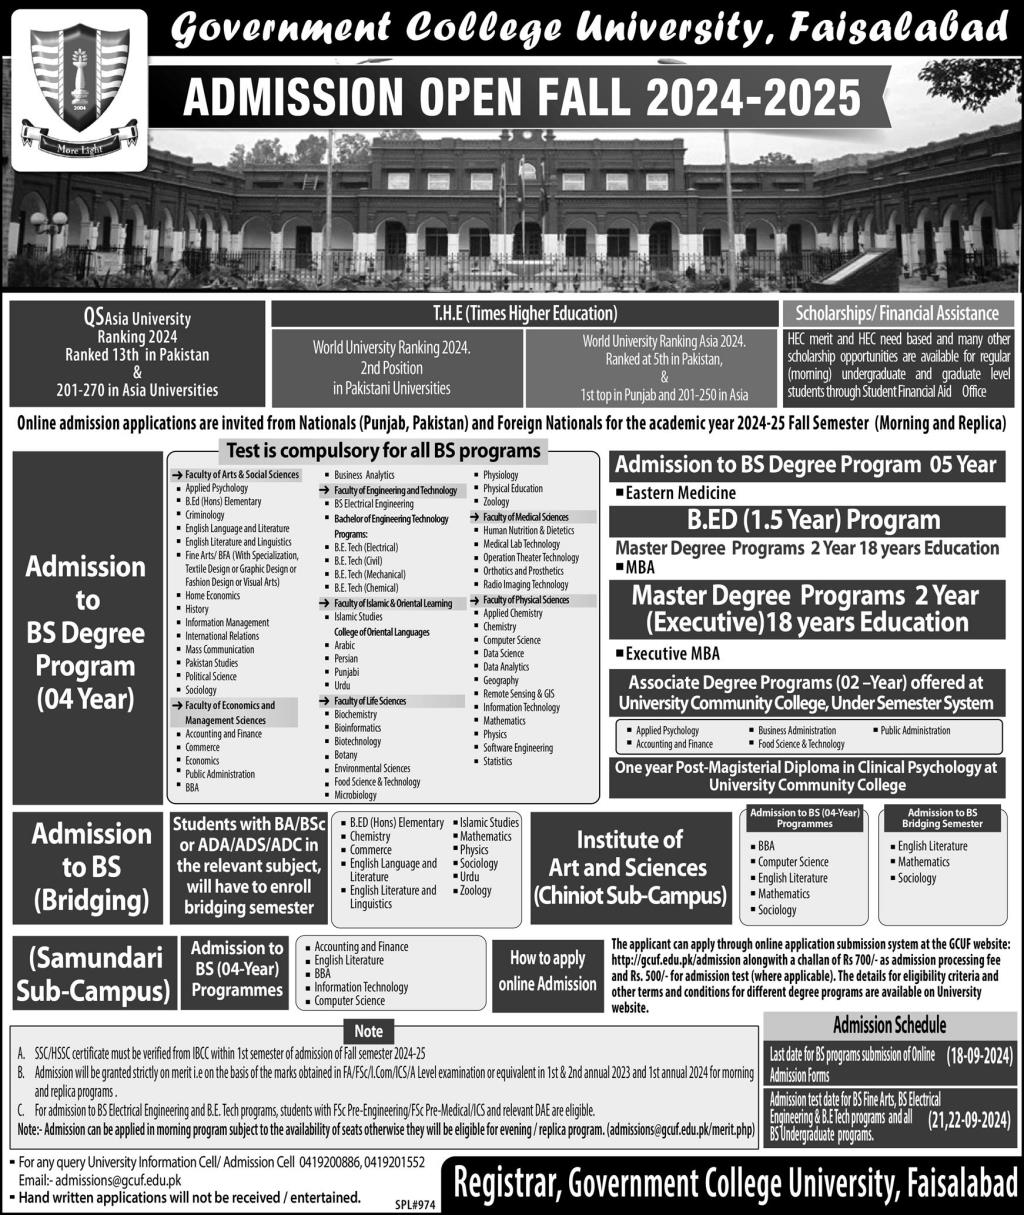 Government College University, Faisalabad
ADMISSION OPEN FALL 2024-2025
2004
More Light
QS Asia University
Ranking 2024
Ranked 13th in Pakistan
&
201-270 in Asia Universities
T.H.E (Times Higher Education)
World University Ranking 2024.
2nd Position
in Pakistani Universities
World University Ranking Asia 2024.
Ranked at 5th in Pakistan,
&
1st top in Punjab and 201-250 in Asia
Scholarships/ Financial Assistance
HEC merit and HEC need based and many other
scholarship opportunities are available for regular
(morning) undergraduate and graduate level
students through Student Financial Aid Office
Online admission applications are invited from Nationals (Punjab, Pakistan) and Foreign Nationals for the academic year 2024-25 Fall Semester (Morning and Replica)
Admission
to
BS Degree
Program
(04 Year)
Test is compulsory for all BS programs
→ Faculty of Arts & Social Sciences
▪ Applied Psychology
▪ B.Ed (Hons) Elementary
▪ Criminology
▪ English Language and Literature
▪ English Literature and Linguistics
▪ Fine Arts/ BFA (With Specialization,
Textile Design or Graphic Design or
Fashion Design or Visual Arts)
▪ Home Economics
▪ History
▪ Information Management
▪ International Relations
▪ Mass Communication
▪ Pakistan Studies
▪ Political Science
▪ Sociology
→ Faculty of Economics and
Management Sciences
▪ Accounting and Finance
▪ Commerce
▪ Economics
▪ Public Administration
▪ BBA
▪ Business Analytics
→ Faculty of Engineering and Technology
▪ BS Electrical Engineering
▪ Bachelor of Engineering Technology
Programs:
▪ B.E. Tech (Electrical)
▪ B.E. Tech (Civil)
▪ B.E. Tech (Mechanical)
▪ B.E. Tech (Chemical)
→ Faculty of Islamic & Oriental Learning
▪ Islamic Studies
College of Oriental Languages
▪ Arabic
▪ Persian
▪ Punjabi
▪ Urdu
→ Faculty of Life Sciences
▪ Biochemistry
▪ Bioinformatics
▪ Biotechnology
▪ Botany
▪ Environmental Sciences
▪ Food Science & Technology
▪ Microbiology
▪ Physiology
▪ Physical Education
▪ Zoology
→ Faculty of Medical Sciences
▪ Human Nutrition & Dietetics
▪ Medical Lab Technology
▪ Operation Theater Technology
▪ Orthotics and Prosthetics
▪ Radio Imaging Technology
→ Faculty of Physical Sciences
▪ Applied Chemistry
▪ Chemistry
▪ Computer Science
▪ Data Science
▪ Data Analytics
▪ Geography
▪ Remote Sensing & GIS
▪ Information Technology
▪ Mathematics
▪ Physics
▪ Software Engineering
▪ Statistics
Admission to BS Degree Program 05 Year
▪ Eastern Medicine
B.ED (1.5 Year) Program
Master Degree Programs 2 Year 18 years Education
▪ MBA
Master Degree Programs 2 Year
(Executive) 18 years Education
▪ Executive MBA
Associate Degree Programs (02 –Year) offered at
University Community College, Under Semester System
▪ Applied Psychology
▪ Accounting and Finance
▪ Business Administration
▪ Food Science & Technology
▪ Public Administration
One year Post-Magisterial Diploma in Clinical Psychology at
University Community College
Admission
to BS
(Bridging)
Students with BA/BSc
or ADA/ADS/ADC in
the relevant subject,
will have to enroll
bridging semester
▪ B.ED (Hons) Elementary
▪ Chemistry
▪ Commerce
▪ English Language and
Literature
▪ English Literature and
Linguistics
▪ Islamic Studies
▪ Mathematics
▪ Physics
▪ Sociology
▪ Urdu
▪ Zoology
Institute of
Art and Sciences
(Chiniot Sub-Campus)
Admission to BS (04-Year)
Programmes
▪ BBA
▪ Computer Science
▪ English Literature
▪ Mathematics
▪ Sociology
Admission to BS
Bridging Semester
▪ English Literature
▪ Mathematics
▪ Sociology
(Samundari
Sub-Campus)
Admission to
BS (04-Year)
Programmes
▪ Accounting and Finance
▪ English Literature
▪ BBA
▪ Information Technology
▪ Computer Science
How to apply
online Admission
The applicant can apply through online application submission system at the GCUF website:
http://gcuf.edu.pk/admission alongwith a challan of Rs 700/- as admission processing fee
and Rs. 500/- for admission test (where applicable). The details for eligibility criteria and
other terms and conditions for different degree programs are available on University
website.
Note
A. SSC/HSSC certificate must be verified from IBCC within 1st semester of admission of Fall semester 2024-25
B. Admission will be granted strictly on merit i.e on the basis of the marks obtained in FA/FSc/I.Com/ICS/A Level examination or equivalent in 1st & 2nd annual 2023 and 1st annual 2024 for morning
and replica programs .
C. For admission to BS Electrical Engineering and B.E. Tech programs, students with FSc Pre-Engineering/FSc Pre-Medical/ICS and relevant DAE are eligible.
Note:- Admission can be applied in morning program subject to the availability of seats otherwise they will be eligible for evening / replica program. (admissions@gcuf.edu.pk/merit.php)
Admission Schedule
Last date for BS programs submission of Online
Admission Forms
(18-09-2024)
Admission test date for BS Fine Arts, BS Electrical
Engineering & B.E Tech programs and all
BS Undergraduate programs.
(21,22-09-2024)
▪ For any query University Information Cell/ Admission Cell 0419200886, 0419201552
Email:- admissions@gcuf.edu.pk
▪ Hand written applications will not be received / entertained.
SPL#974
Registrar, Government College University, Faisalabad